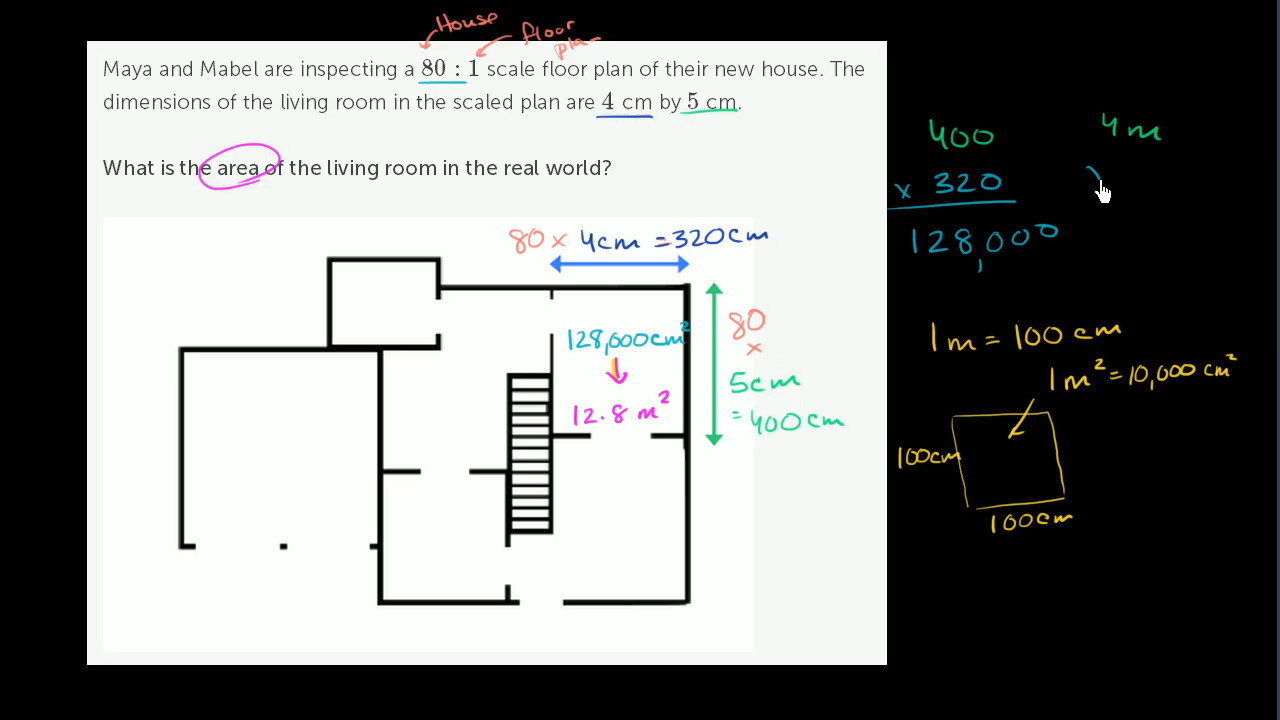 House
floor
plan
Maya and Mabel are inspecting a 80 : 1 scale floor plan of their new house. The
dimensions of the living room in the scaled plan are 4 cm by 5 cm.
What is the area of the living room in the real world?
80 × 4cm = 320cm
128,000cm²
12.8 m²
80
×
5cm
= 400cm
400
× 320
128,000
4m
1m = 100 cm
1m² = 10,000 cm²
100cm
100cm